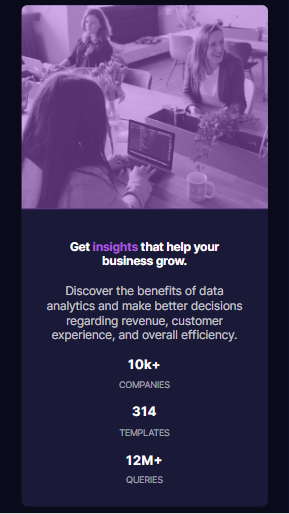 Get insights that help your
business grow.
Discover the benefits of data
analytics and make better decisions
regarding revenue, customer
experience, and overall efficiency.
10k+
COMPANIES
314
TEMPLATES
12M+
QUERIES